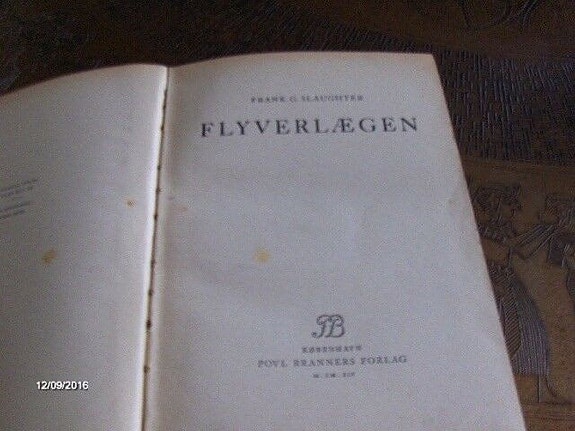 FRANK G. SLAUGHTER
FLYVERLÆGEN
PB
KØBENHAVN
POVL BRANNERS FORLAG
12/09/2016